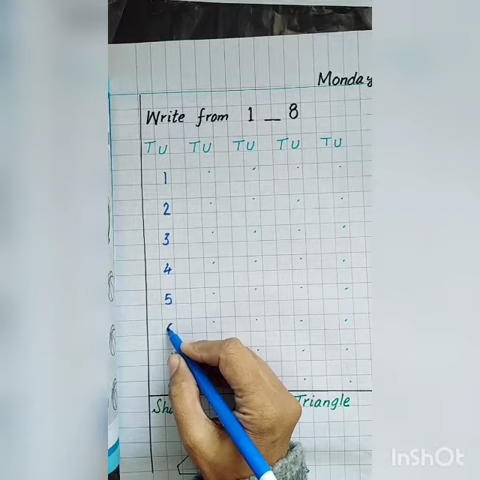 Monday
Write from 1 _ 8
TU TU TU TU TU
1
2
3
4
5
Triangle
InShOt